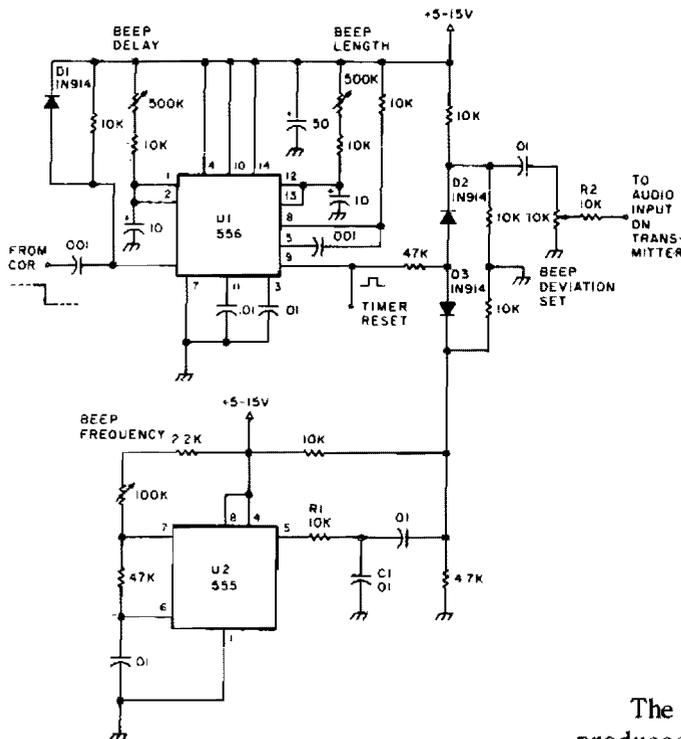 +5-15V
BEEP
DELAY
BEEP
LENGTH
D1
1N914
10K
500K
10K
50
500K
10K
10K
10K
01
4
10
14
1
2
12
13
8
5
9
7
11
3
U1
556
10
10
.001
FROM
COR
.001
.01
.01
TIMER
RESET
47K
D2
1N914
D3
1N914
10K
10K
10K
R2
10K
TO
AUDIO
INPUT
ON
TRANS-
MITTER
BEEP
DEVIATION
SET
+5-15V
BEEP
FREQUENCY
2.2K
10K
100K
7
8
4
5
R1
10K
01
47K
U2
555
C1
01
4.7K
6
1
.01
The